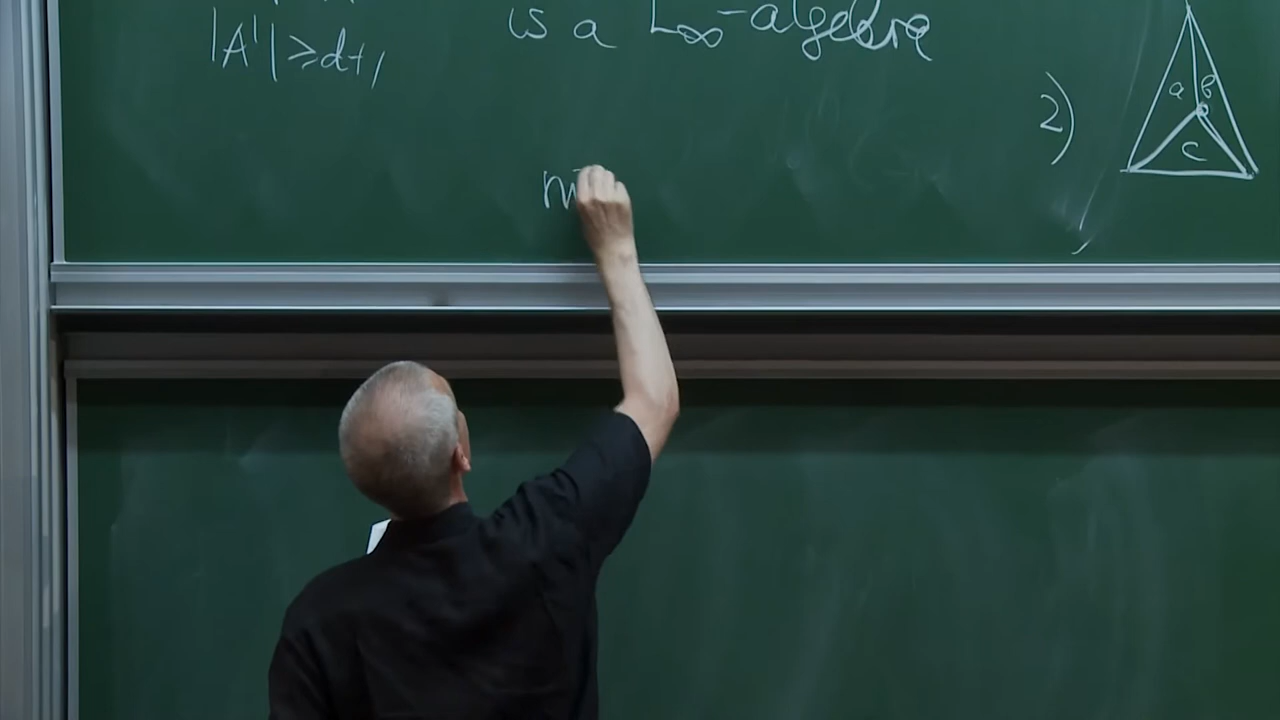 |A'| ≥ d+1
is a L∞-algebra
2)
a b
c